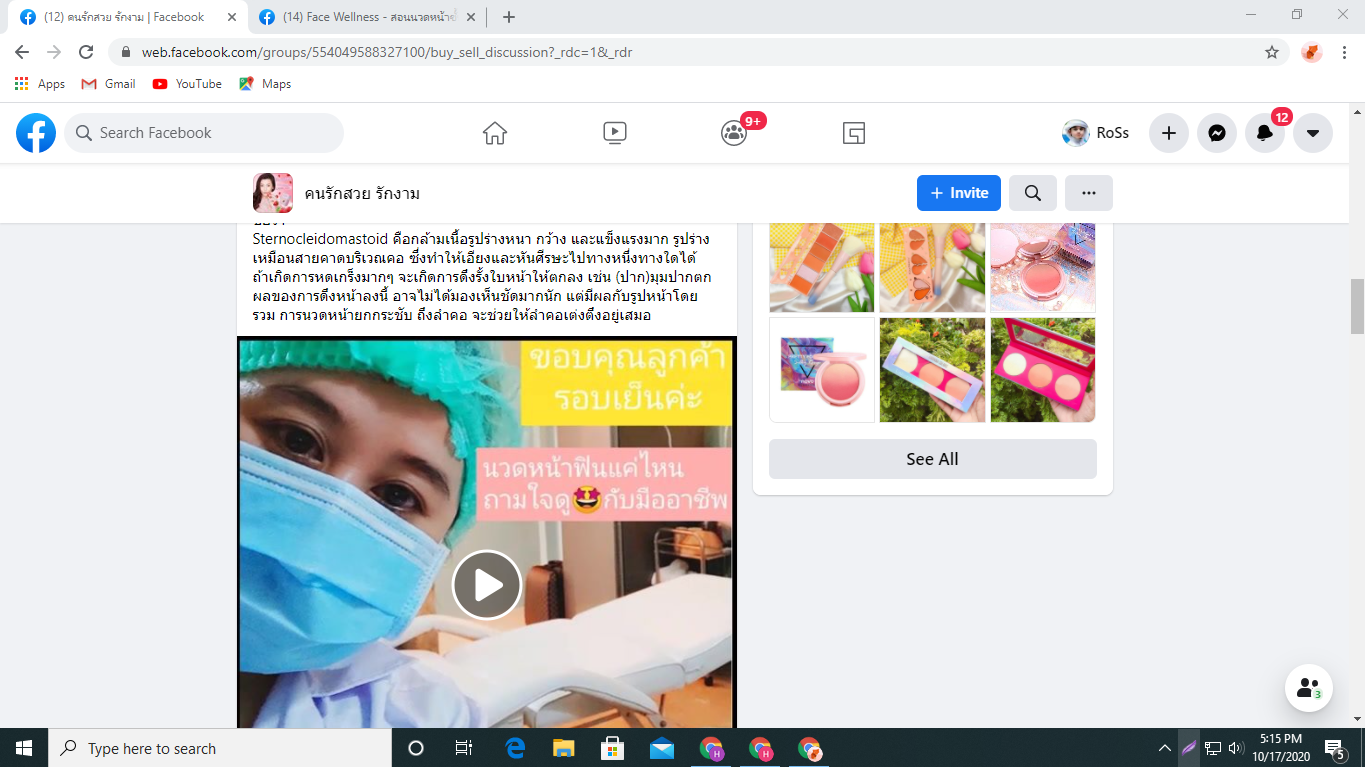 (12) คนรักสวย รักงาม | Facebook
(14) Face Wellness - สอนนวดหน้า
web.facebook.com/groups/554049588327100/buy_sell_discussion?_rdc=1&_rdr
Apps
Gmail
YouTube
Maps
Search Facebook
9+
RoSs
12
คนรักสวย รักงาม
+ Invite
Sternocleidomastoid คือกล้ามเนื้อรูปร่างหนา กว้าง และแข็งแรงมาก รูปร่าง
เหมือนสายคาดบริเวณคอ ซึ่งทำให้เอียงและหันศีรษะไปทางหนึ่งทางใดได้
ถ้าเกิดการหดเกร็งมากๆ จะเกิดการดึงรั้งใบหน้าให้ตกลง เช่น (ปาก)มุมปากตก
ผลของการดึงหน้าลงนี้ อาจไม่ได้มองเห็นชัดมากนัก แต่มีผลกับรูปหน้าโดย
รวม การนวดหน้ายกกระชับ ถึงลำคอ จะช่วยให้ลำคอเต่งตึงอยู่เสมอ
ขอบคุณลูกค้า
รอบเย็นค่ะ
นวดหน้าฟินแค่ไหน
ถามใจดู🤩กับมืออาชีพ
See All
3
Type here to search
5:15 PM
10/17/2020
5